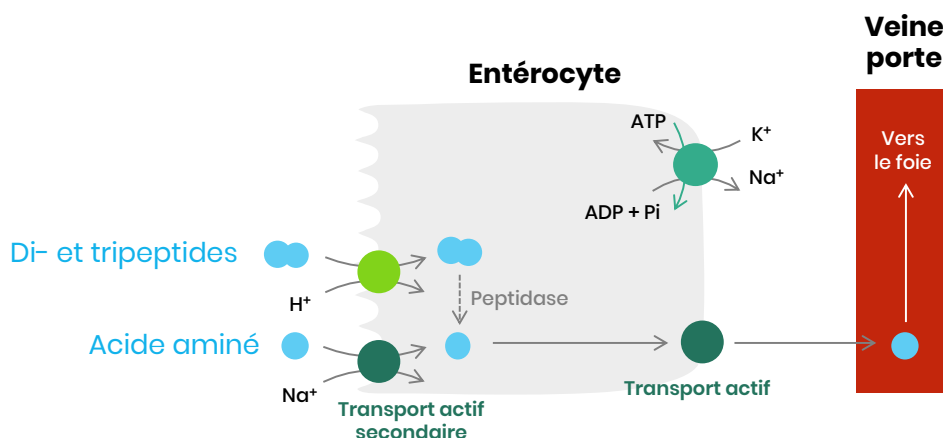 Veine
porte
Entérocyte
ATP
K⁺
Vers
le foie
Na⁺
ADP + Pi
Di- et tripeptides
H⁺
Peptidase
Acide aminé
Na⁺
Transport actif
secondaire
Transport actif